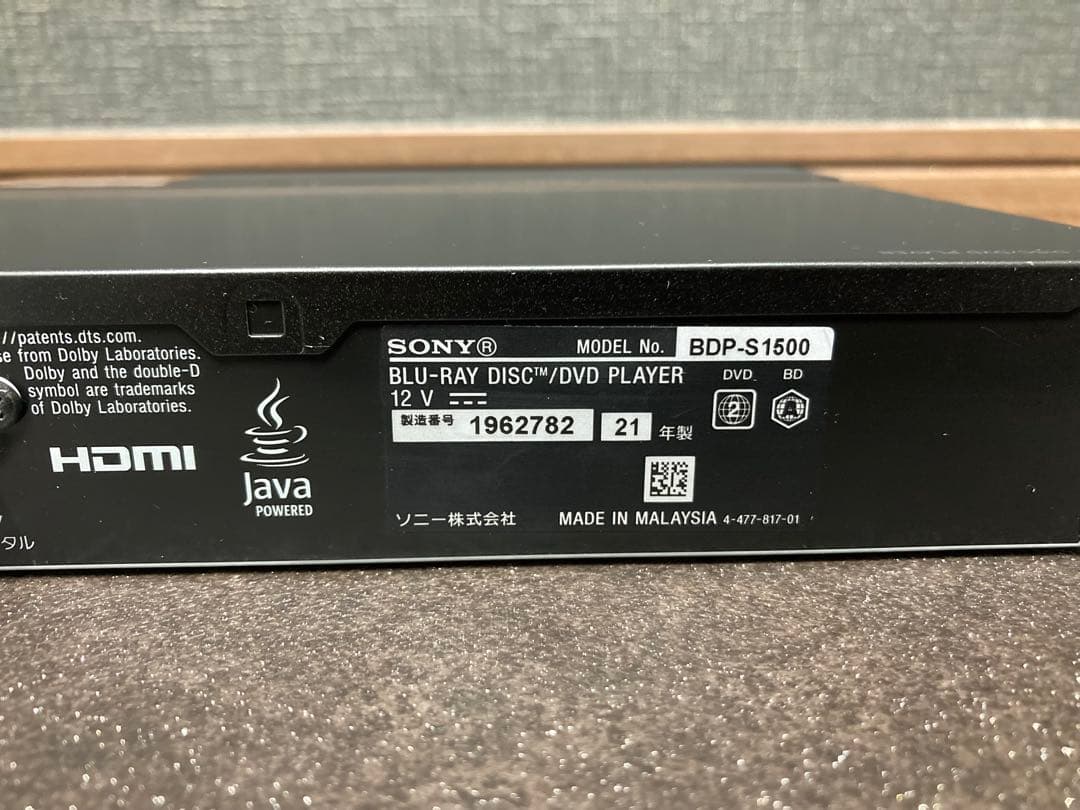 //patents.dts.com.
se from Dolby Laboratories.
Dolby and the double-D
symbol are trademarks
of Dolby Laboratories.
HDMI
Java
POWERED
タル
SONY® MODEL No. BDP-S1500
BLU-RAY DISC™/DVD PLAYER
DVD BD
12 V
2 A
製造番号 1962782 21 年製
ソニー株式会社 MADE IN MALAYSIA 4-477-817-01